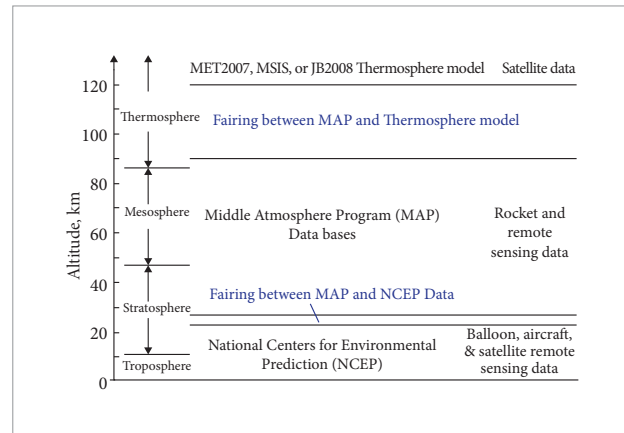 MET2007, MSIS, or JB2008 Thermosphere model
Satellite data
120
Thermosphere
Fairing between MAP and Thermosphere model
100
80
Mesosphere
Middle Atmosphere Program (MAP)
Data bases
Rocket and
remote
sensing data
60
Altitude, km
40
Fairing between MAP and NCEP Data
Stratosphere
20
National Centers for Environmental
Prediction (NCEP)
Balloon, aircraft,
& satellite remote
sensing data
Troposphere
0